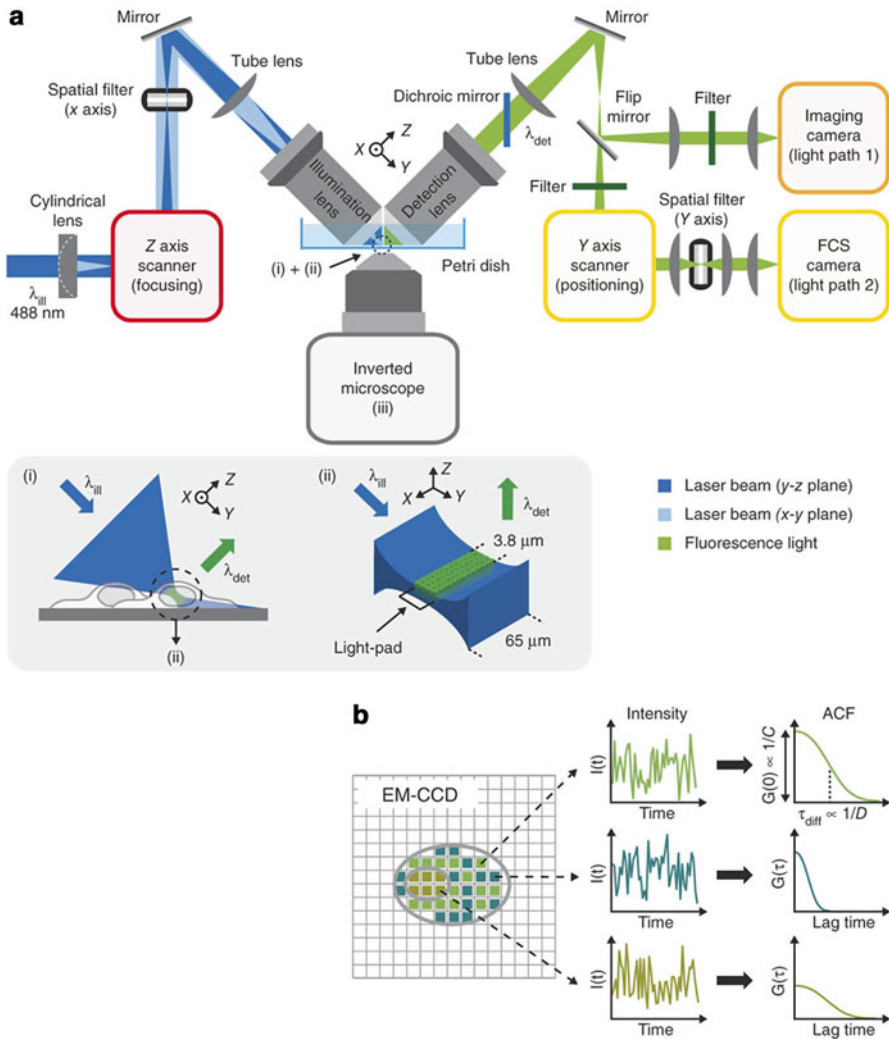 a
Mirror
Tube lens
Spatial filter
(x axis)
Cylindrical
lens
λill
488 nm
Z axis
scanner
(focusing)
Illumination
lens
X
Z
Y
Detection
lens
(i) + (ii)
Petri dish
Inverted
microscope
(iii)
Tube lens
Mirror
Dichroic mirror
λdet
Flip
mirror
Filter
Filter
Imaging
camera
(light path 1)
Spatial filter
(Y axis)
Y axis
scanner
(positioning)
FCS
camera
(light path 2)
(i)
λill
X
Z
Y
λdet
(ii)
(ii)
λill
Z
X
Y
λdet
3.8 μm
Light-pad
65 μm
Laser beam (y-z plane)
Laser beam (x-y plane)
Fluorescence light
b
EM-CCD
Intensity
ACF
I(t)
Time
G(0) ∝ 1/C
τdiff ∝ 1/D
I(t)
Time
G(τ)
Lag time
I(t)
Time
G(τ)
Lag time